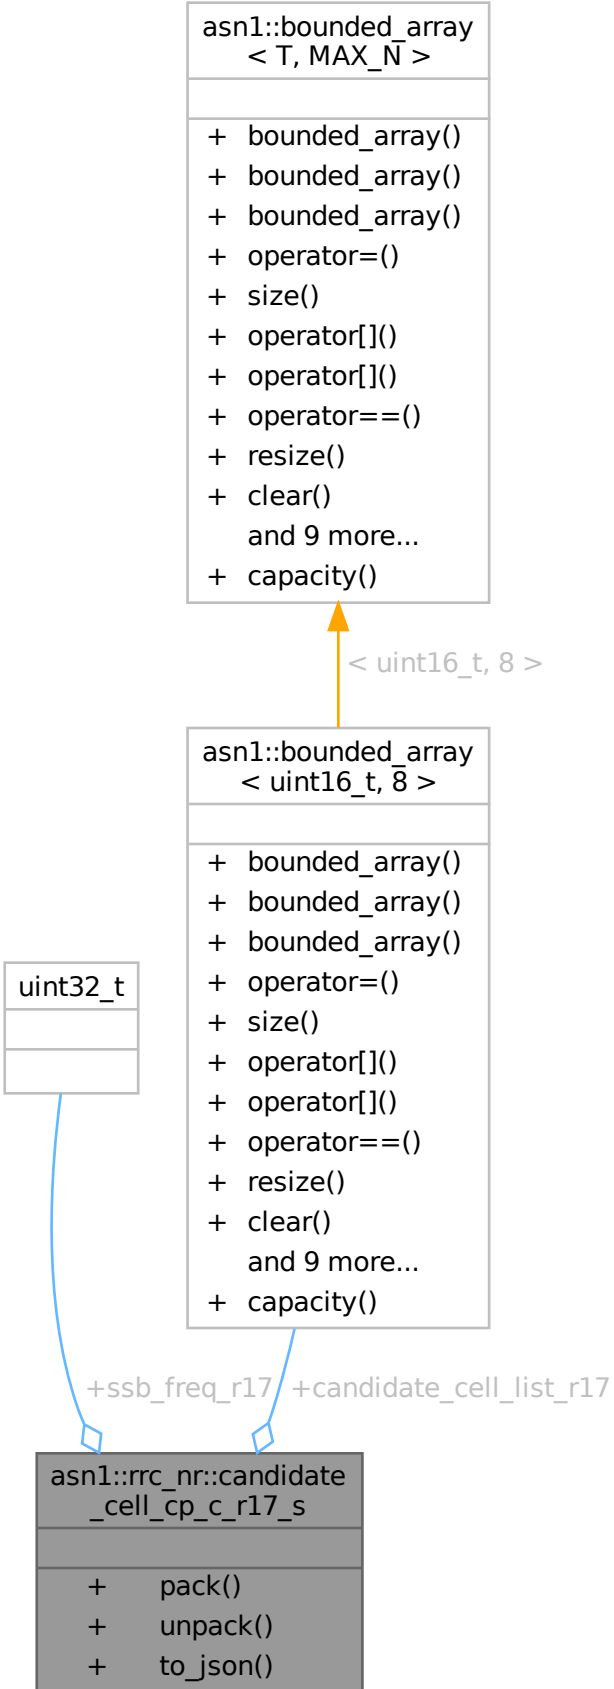 asn1::bounded_array
< T, MAX_N >
+ bounded_array()
+ bounded_array()
+ bounded_array()
+ operator=()
+ size()
+ operator[]()
+ operator[]()
+ operator==()
+ resize()
+ clear()
and 9 more...
+ capacity()
< uint16_t, 8 >
asn1::bounded_array
< uint16_t, 8 >
+ bounded_array()
+ bounded_array()
+ bounded_array()
+ operator=()
+ size()
+ operator[]()
+ operator[]()
+ operator==()
+ resize()
+ clear()
and 9 more...
+ capacity()
uint32_t
+ssb_freq_r17
+candidate_cell_list_r17
asn1::rrc_nr::candidate
_cell_cp_c_r17_s
+ pack()
+ unpack()
+ to_json()